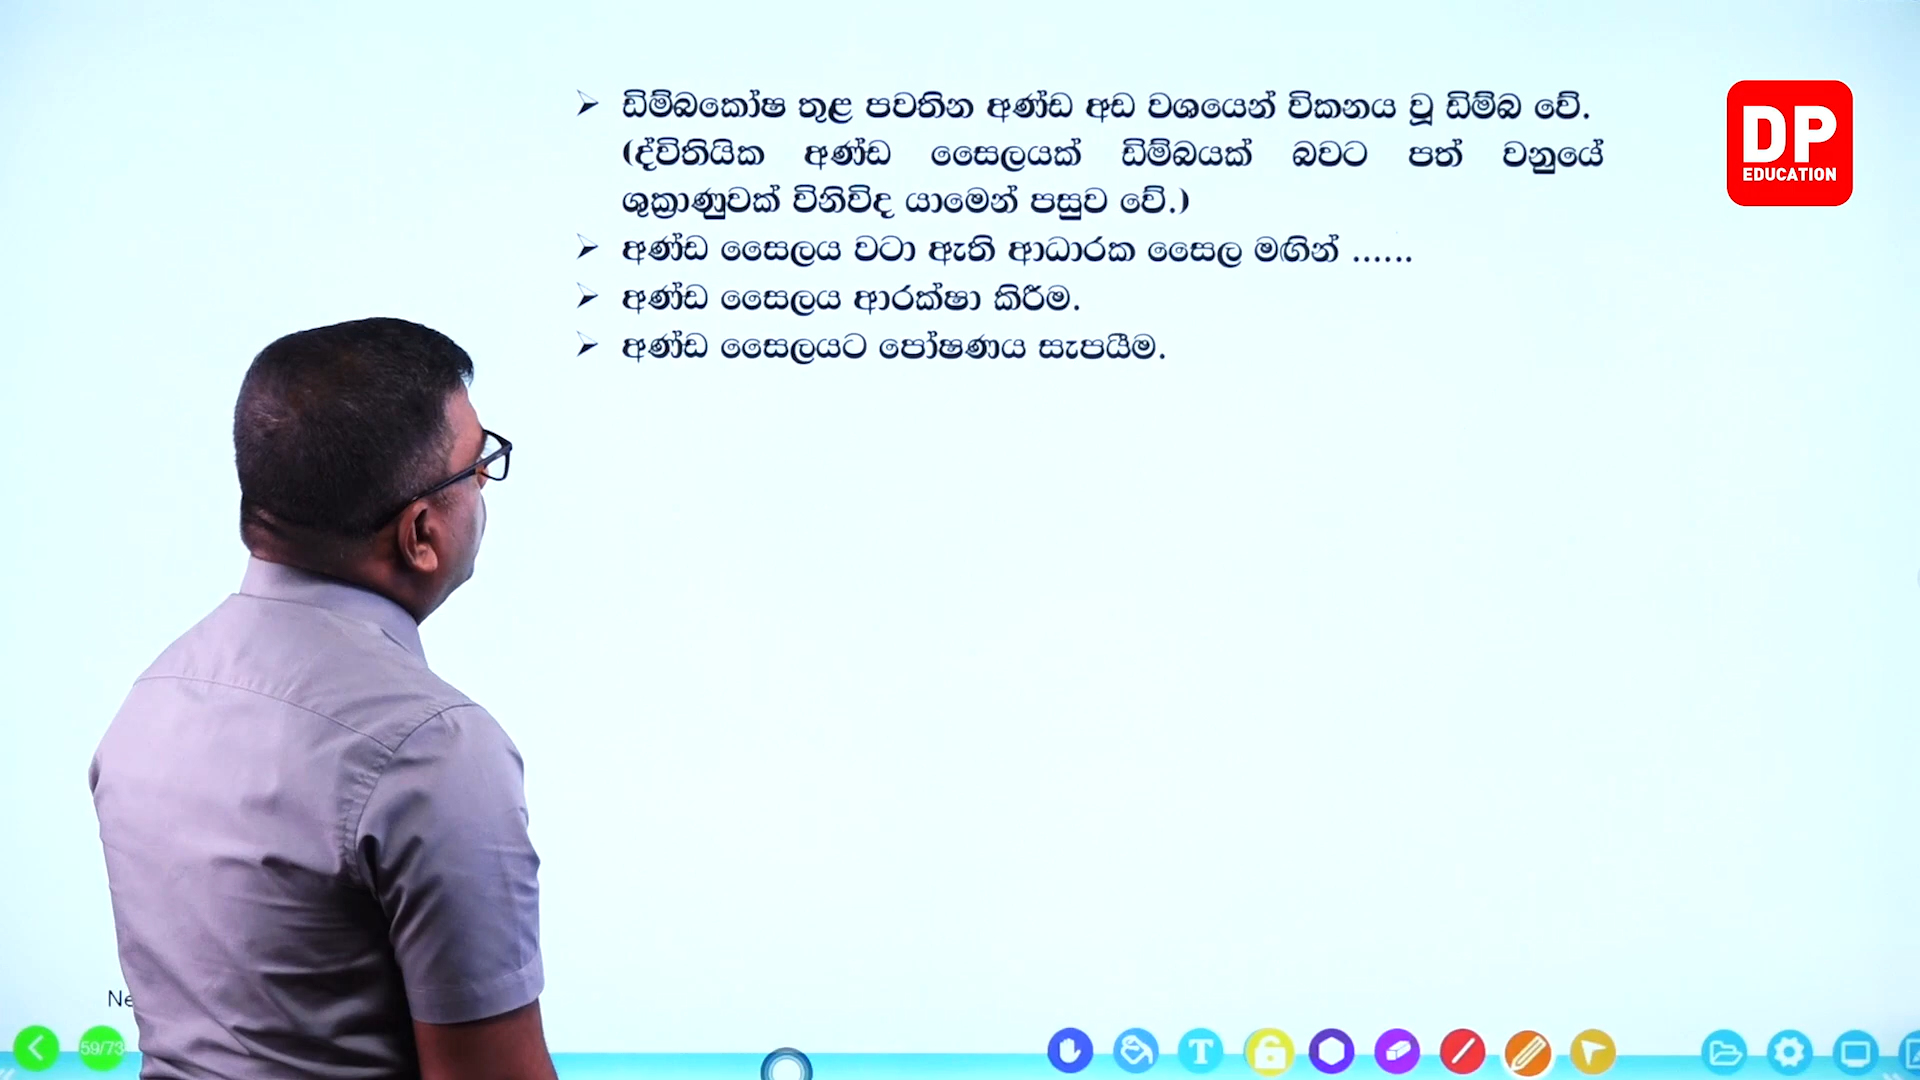 ඩිම්බකෝෂ තුළ පවතින අණ්ඩ අඩ වශයෙන් විකනය වූ ඩිම්බ වේ.
(ද්විතියික අණ්ඩ සෛලයක් ඩිම්බයක් බවට පත් වනුයේ
ශුක්‍රාණුවක් විනිවිද යාමෙන් පසුව වේ.)
අණ්ඩ සෛලය වටා ඇති ආධාරක සෛල මඟින් ......
අණ්ඩ සෛලය ආරක්ෂා කිරීම.
අණ්ඩ සෛලයට පෝෂණය සැපයීම.
DP
EDUCATION
59/73
T